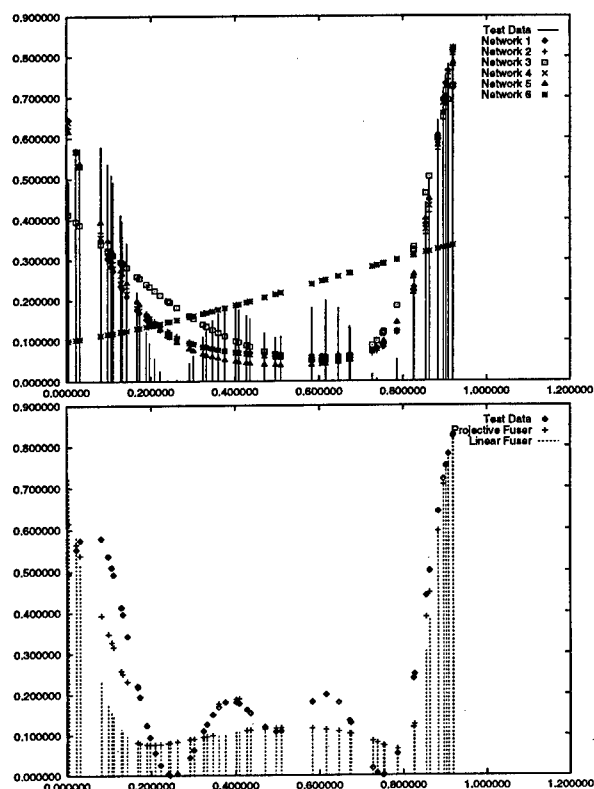 0.900000
0.800000
0.700000
0.600000
0.500000
0.400000
0.300000
0.200000
0.100000
0.000000
Test Data
Network 1
Network 2
Network 3
Network 4
Network 5
Network 6
0.000000 0.200000 0.400000 0.600000 0.800000 1.000000 1.200000
0.900000
0.800000
0.700000
0.600000
0.500000
0.400000
0.300000
0.200000
0.100000
0.000000
Test Data
Projective Fuser
Linear Fuser
0.000000 0.200000 0.400000 0.600000 0.800000 1.000000 1.200000